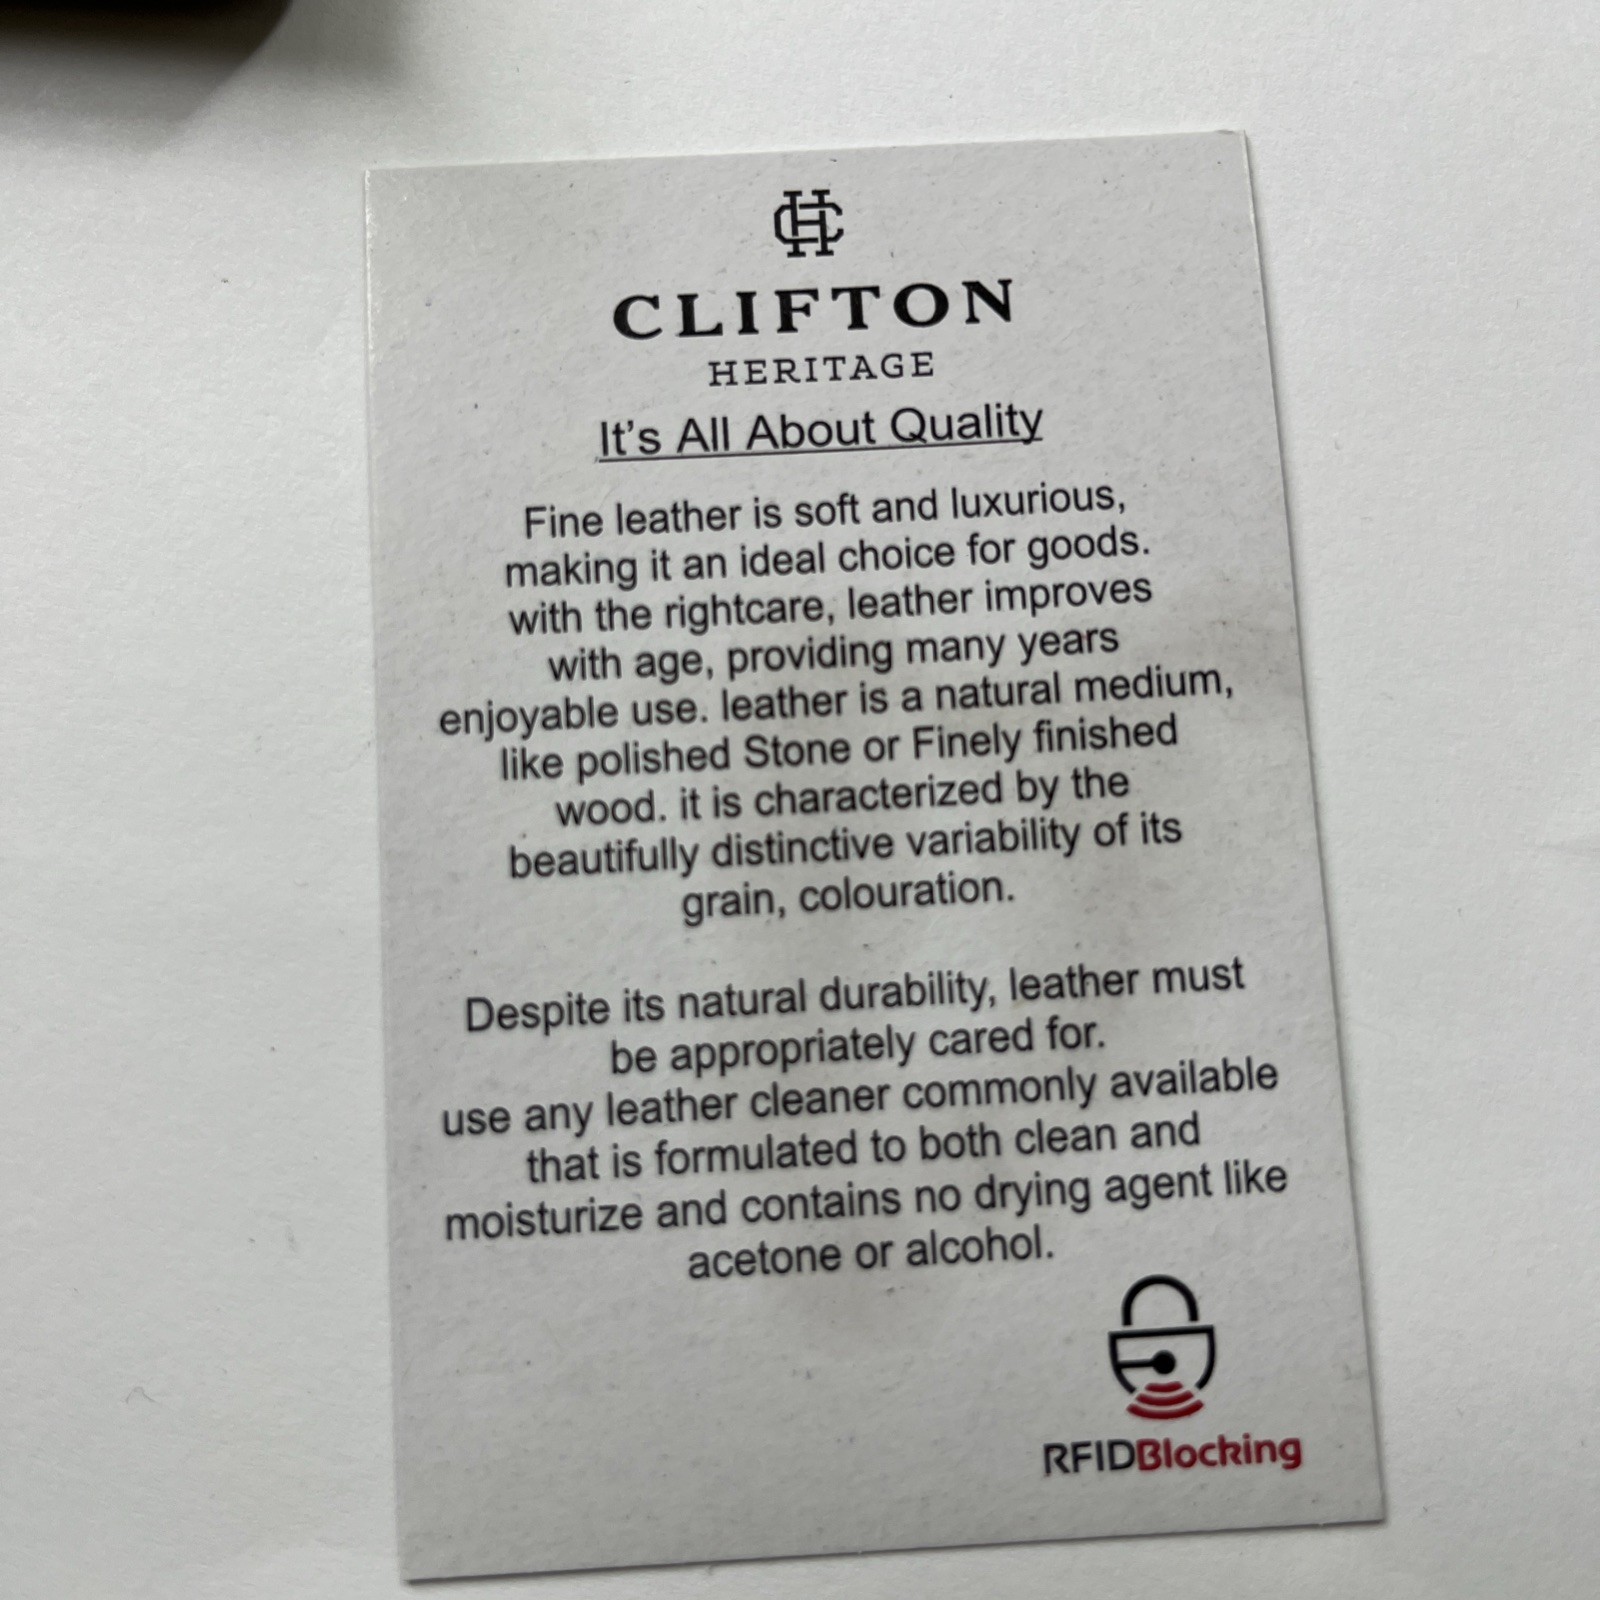 CH
CLIFTON
HERITAGE
It's All About Quality
Fine leather is soft and luxurious,
making it an ideal choice for goods.
with the rightcare, leather improves
with age, providing many years
enjoyable use. leather is a natural medium,
like polished Stone or Finely finished
wood. it is characterized by the
beautifully distinctive variability of its
grain, colouration.
Despite its natural durability, leather must
be appropriately cared for.
use any leather cleaner commonly available
that is formulated to both clean and
moisturize and contains no drying agent like
acetone or alcohol.
RFIDBlocking